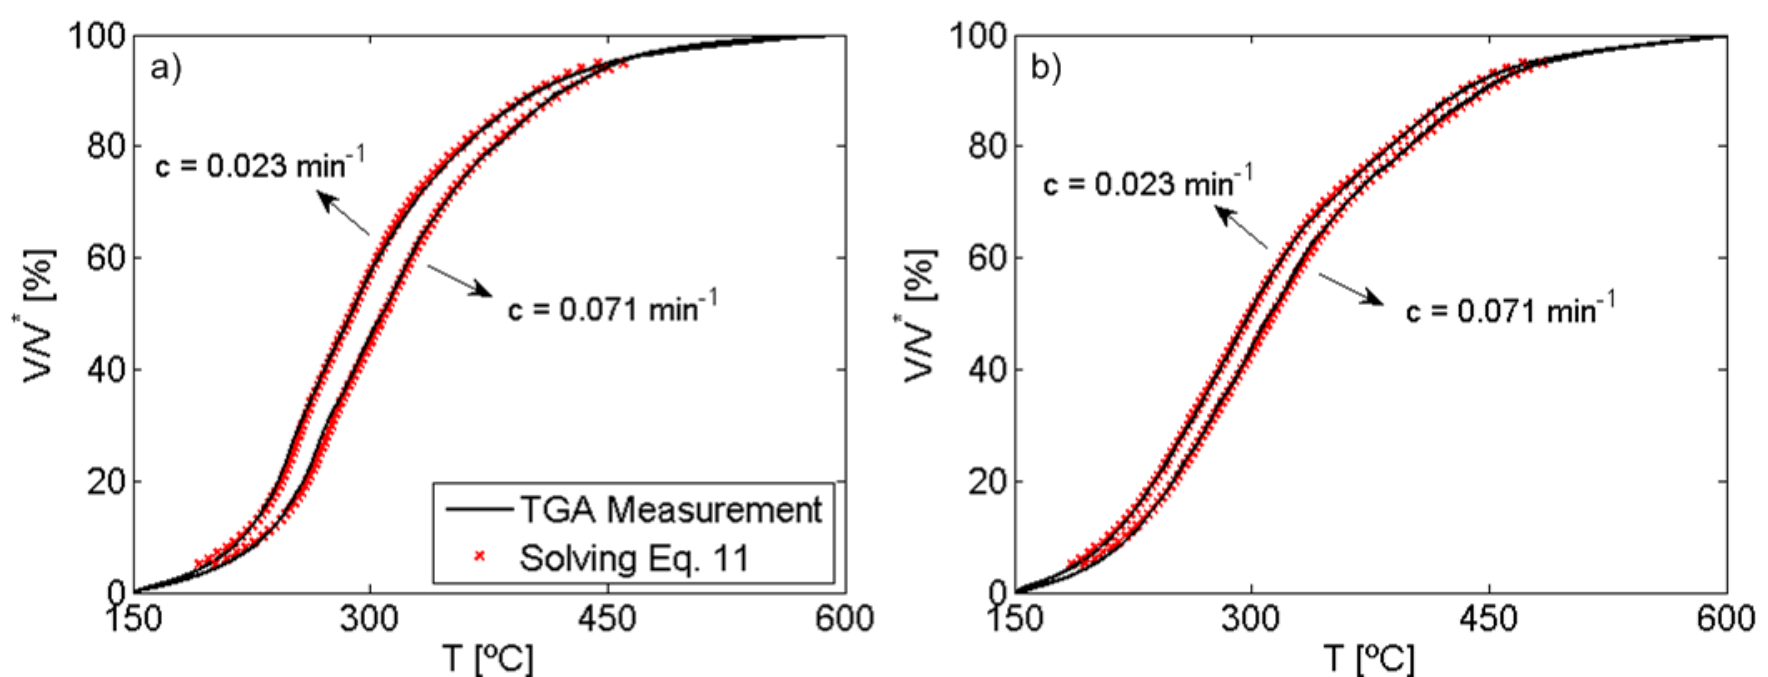 a)
100
80
60
40
20
0
150 300 450 600
V/V* [%]
T [ºC]
c = 0.023 min-1
c = 0.071 min-1
TGA Measurement
Solving Eq. 11
b)
100
80
60
40
20
0
150 300 450 600
V/V* [%]
T [ºC]
c = 0.023 min-1
c = 0.071 min-1